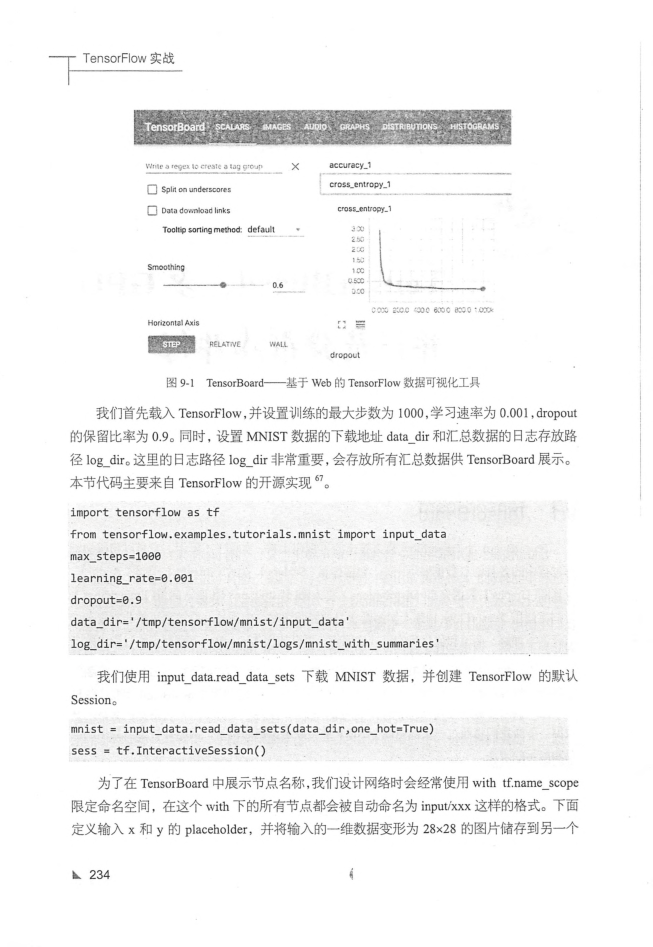 TensorFlow 实战
TensorBoard SCALARS IMAGES AUDIO GRAPHS DISTRIBUTIONS HISTOGRAMS
Write a regex to create a tag group
Split on underscores
Data download links
Tooltip sorting method: default
Smoothing
0.6
Horizontal Axis
STEP RELATIVE WALL
accuracy_1
cross_entropy_1
cross_entropy_1
3.00
2.50
2.00
1.50
1.00
0.500
0.00
0.000 200.0 400.0 600.0 800.0 1.000k
dropout
图 9-1 TensorBoard——基于 Web 的 TensorFlow 数据可视化工具
我们首先载入 TensorFlow，并设置训练的最大步数为 1000，学习速率为 0.001，dropout
的保留比率为 0.9。同时，设置 MNIST 数据的下载地址 data_dir 和汇总数据的日志存放路
径 log_dir。这里的日志路径 log_dir 非常重要，会存放所有汇总数据供 TensorBoard 展示。
本节代码主要来自 TensorFlow 的开源实现 67。
import tensorflow as tf
from tensorflow.examples.tutorials.mnist import input_data
max_steps=1000
learning_rate=0.001
dropout=0.9
data_dir='/tmp/tensorflow/mnist/input_data'
log_dir='/tmp/tensorflow/mnist/logs/mnist_with_summaries'
我们使用 input_data.read_data_sets 下载 MNIST 数据，并创建 TensorFlow 的默认
Session。
mnist = input_data.read_data_sets(data_dir,one_hot=True)
sess = tf.InteractiveSession()
为了在 TensorBoard 中展示节点名称，我们设计网络时会经常使用 with tf.name_scope
限定命名空间，在这个 with 下的所有节点都会被自动命名为 input/xxx 这样的格式。下面
定义输入 x 和 y 的 placeholder，并将输入的一维数据变形为 28×28 的图片储存到另一个
234